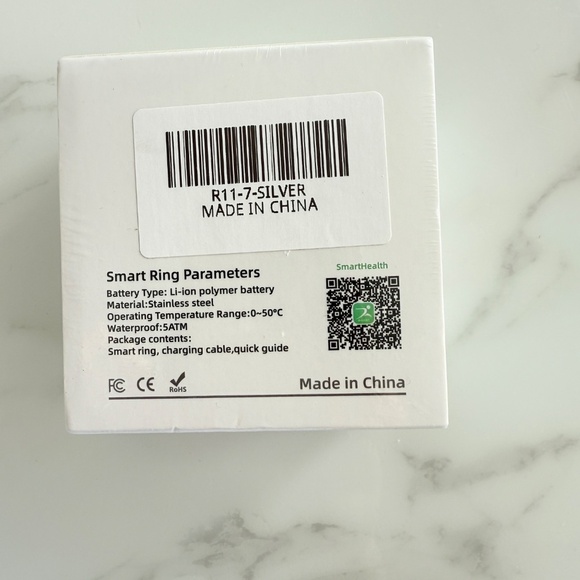 R11-7-SILVER
MADE IN CHINA
Smart Ring Parameters
Battery Type: Li-ion polymer battery
Material:Stainless steel
Operating Temperature Range:0~50°C
Waterproof:5ATM
Package contents:
Smart ring, charging cable,quick guide
SmartHealth
FC CE RoHS
Made in China